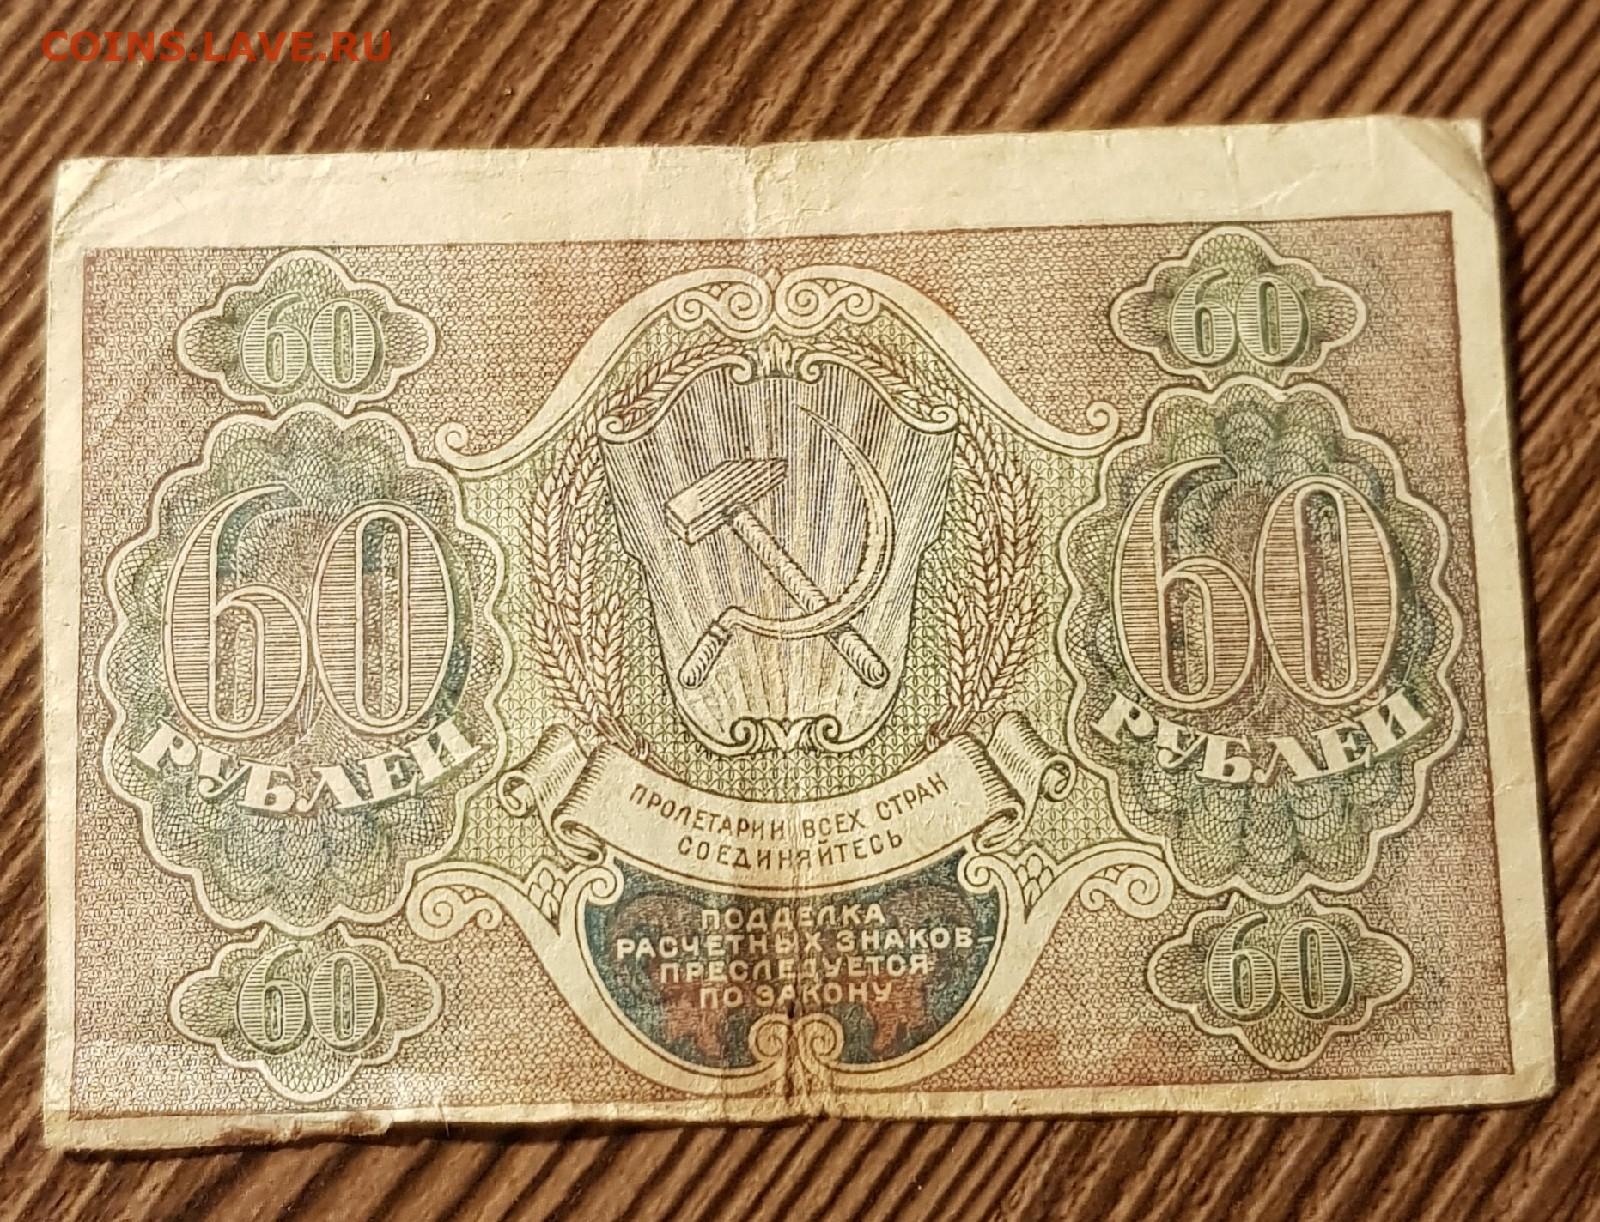 COINS.LAVE.RU
60
60
60
60
РУБЛЕЙ
РУБЛЕЙ
ПРОЛЕТАРИИ ВСЕХ СТРАН
СОЕДИНЯЙТЕСЬ
ПОДДЕЛКА
РАСЧЕТНЫХ ЗНАКОВ-
ПРЕСЛЕДУЕТСЯ
ПО ЗАКОНУ
60
60